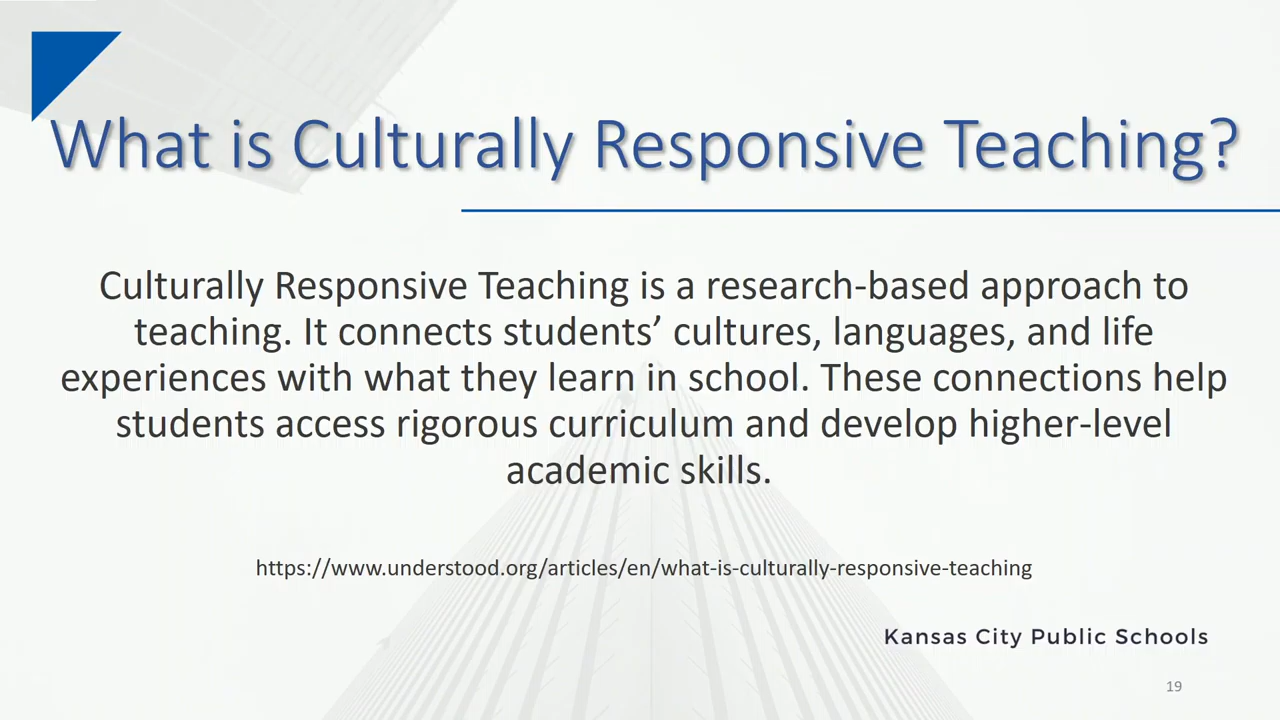 What is Culturally Responsive Teaching?
Culturally Responsive Teaching is a research-based approach to
teaching. It connects students’ cultures, languages, and life
experiences with what they learn in school. These connections help
students access rigorous curriculum and develop higher-level
academic skills.
https://www.understood.org/articles/en/what-is-culturally-responsive-teaching
Kansas City Public Schools
19